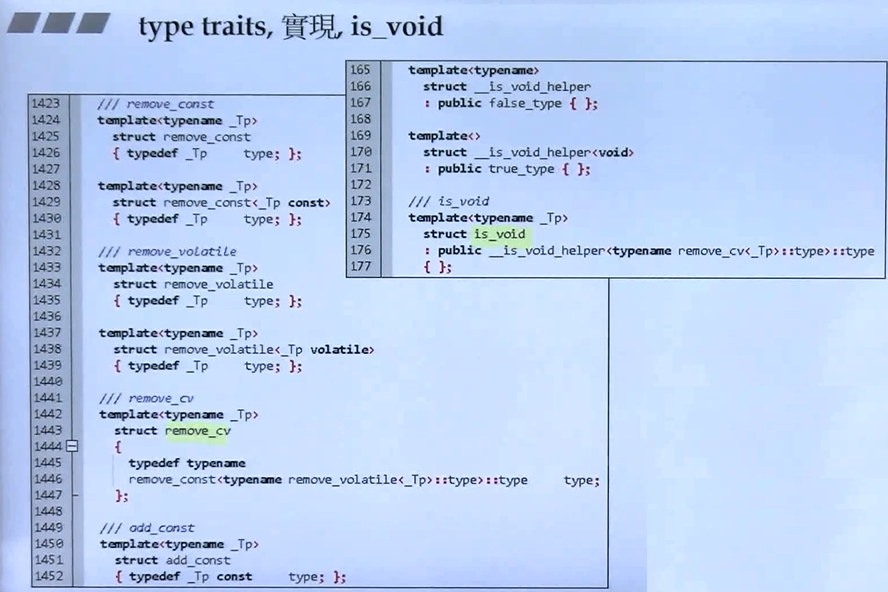 type traits, 實現, is_void
1423 /// remove_const
1424 template<typename _Tp>
1425 struct remove_const
1426 { typedef _Tp type; };
1427
1428 template<typename _Tp>
1429 struct remove_const<_Tp const>
1430 { typedef _Tp type; };
1431
1432 /// remove_volatile
1433 template<typename _Tp>
1434 struct remove_volatile
1435 { typedef _Tp type; };
1436
1437 template<typename _Tp>
1438 struct remove_volatile<_Tp volatile>
1439 { typedef _Tp type; };
1440
1441 /// remove_cv
1442 template<typename _Tp>
1443 struct remove_cv
1444 {
1445 typedef typename
1446 remove_const<typename remove_volatile<_Tp>::type>::type type;
1447 };
1448
1449 /// add_const
1450 template<typename _Tp>
1451 struct add_const
1452 { typedef _Tp const type; };
165 template<typename>
166 struct __is_void_helper
167 : public false_type { };
168
169 template<>
170 struct __is_void_helper<void>
171 : public true_type { };
172
173 /// is_void
174 template<typename _Tp>
175 struct is_void
176 : public __is_void_helper<typename remove_cv<_Tp>::type>::type
177 { };